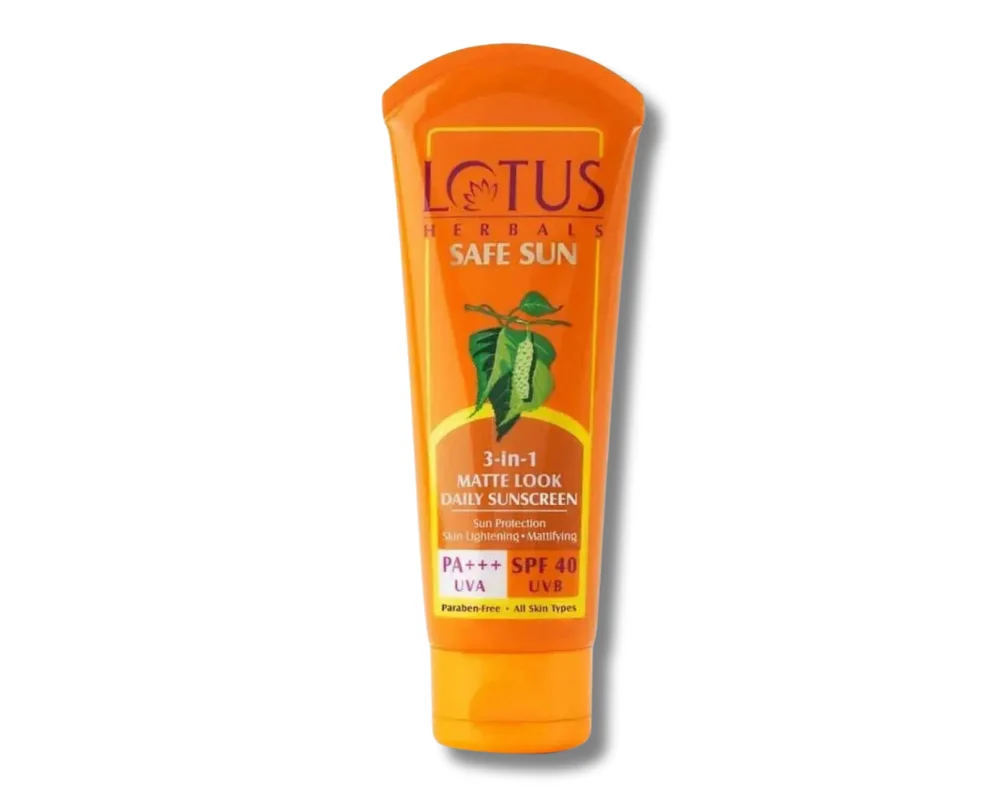 LOTUS
HERBALS
SAFE SUN
3-in-1
MATTE LOOK
DAILY SUNSCREEN
Sun Protection
Skin Lightening • Mattifying
PA+++ SPF 40
UVA UVB
Paraben-Free • All Skin Types